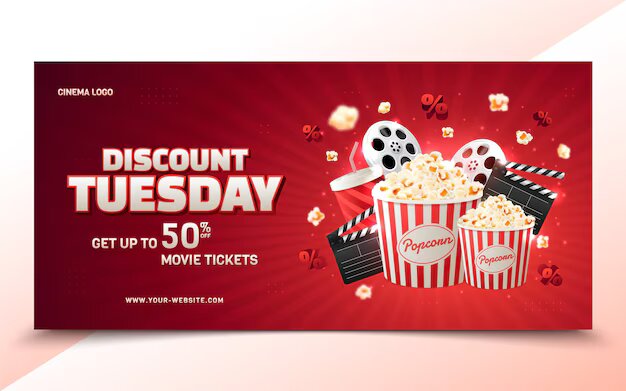 CINEMA LOGO
DISCOUNT
TUESDAY
GET UP TO 50% OFF
MOVIE TICKETS
WWW.YOUR-WEBSITE.COM
%
%
%
%
Popcorn
Popcorn